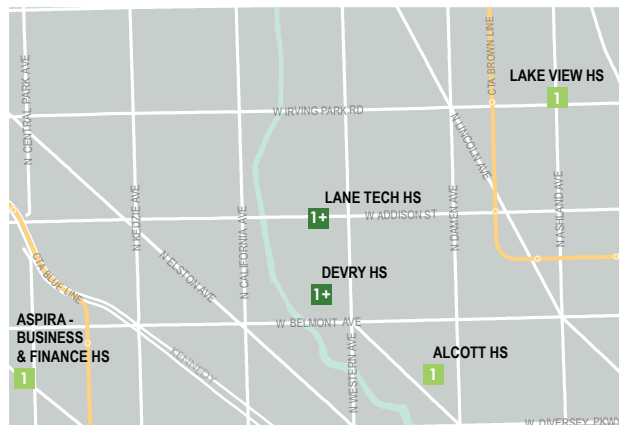 N CENTRAL PARK AVE
CTA BROWN LINE
LAKE VIEW HS
1
W IRVING PARK RD
N LINCOLN AVE
N KEDZIE AVE
N CALIFORNIA AVE
N DAMEN AVE
N ASHLAND AVE
LANE TECH HS
1+
W ADDISON ST
CTA BLUE LINE
N ELSTON AVE
DEVRY HS
1+
ASPIRA -
BUSINESS
& FINANCE HS
1
W BELMONT AVE
KENNEDY
N WESTERN AVE
ALCOTT HS
1
W DIVERSEY PKWY